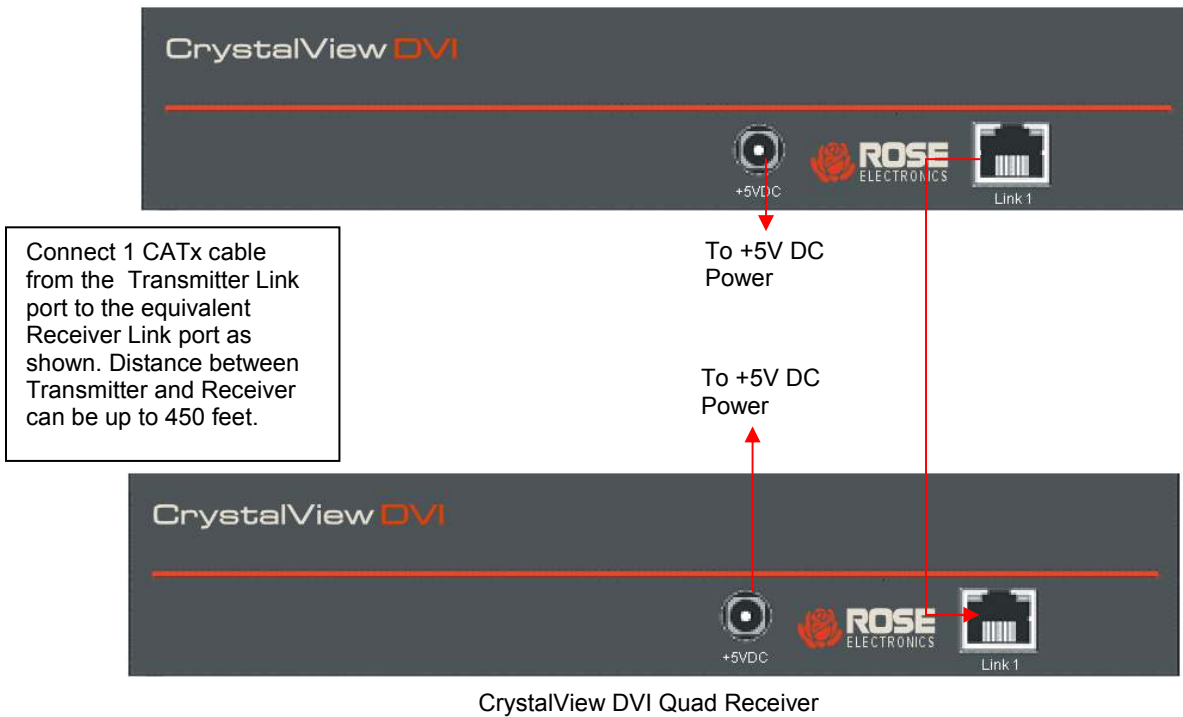 CrystalView DVI
ROSE
ELECTRONICS
+5VDC
Link 1
Connect 1 CATx cable
from the Transmitter Link
port to the equivalent
Receiver Link port as
shown. Distance between
Transmitter and Receiver
can be up to 450 feet.
To +5V DC
Power
To +5V DC
Power
CrystalView DVI
ROSE
ELECTRONICS
+5VDC
Link 1
CrystalView DVI Quad Receiver